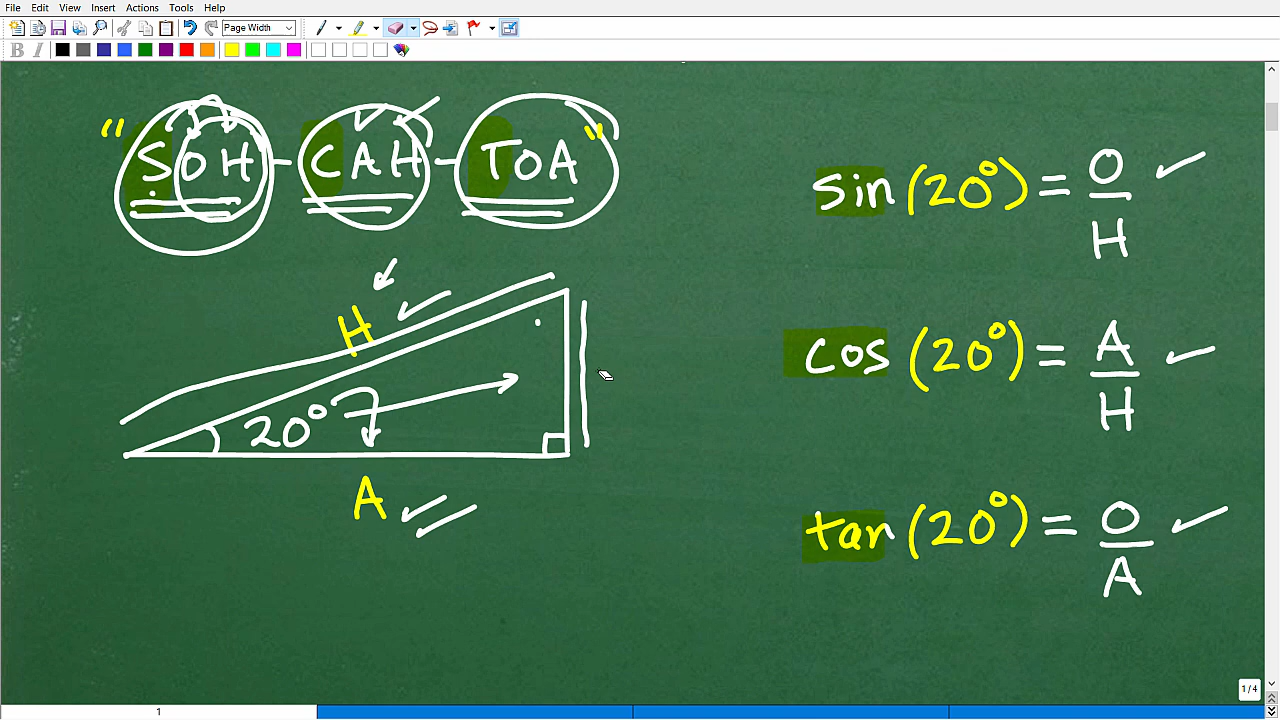 File Edit View Insert Actions Tools Help
Page Width
B I
"SOH - CAH - TOA"
sin (20°) = O/H
H
cos (20°) = A/H
20°
A
tan (20°) = O/A
1/4
1